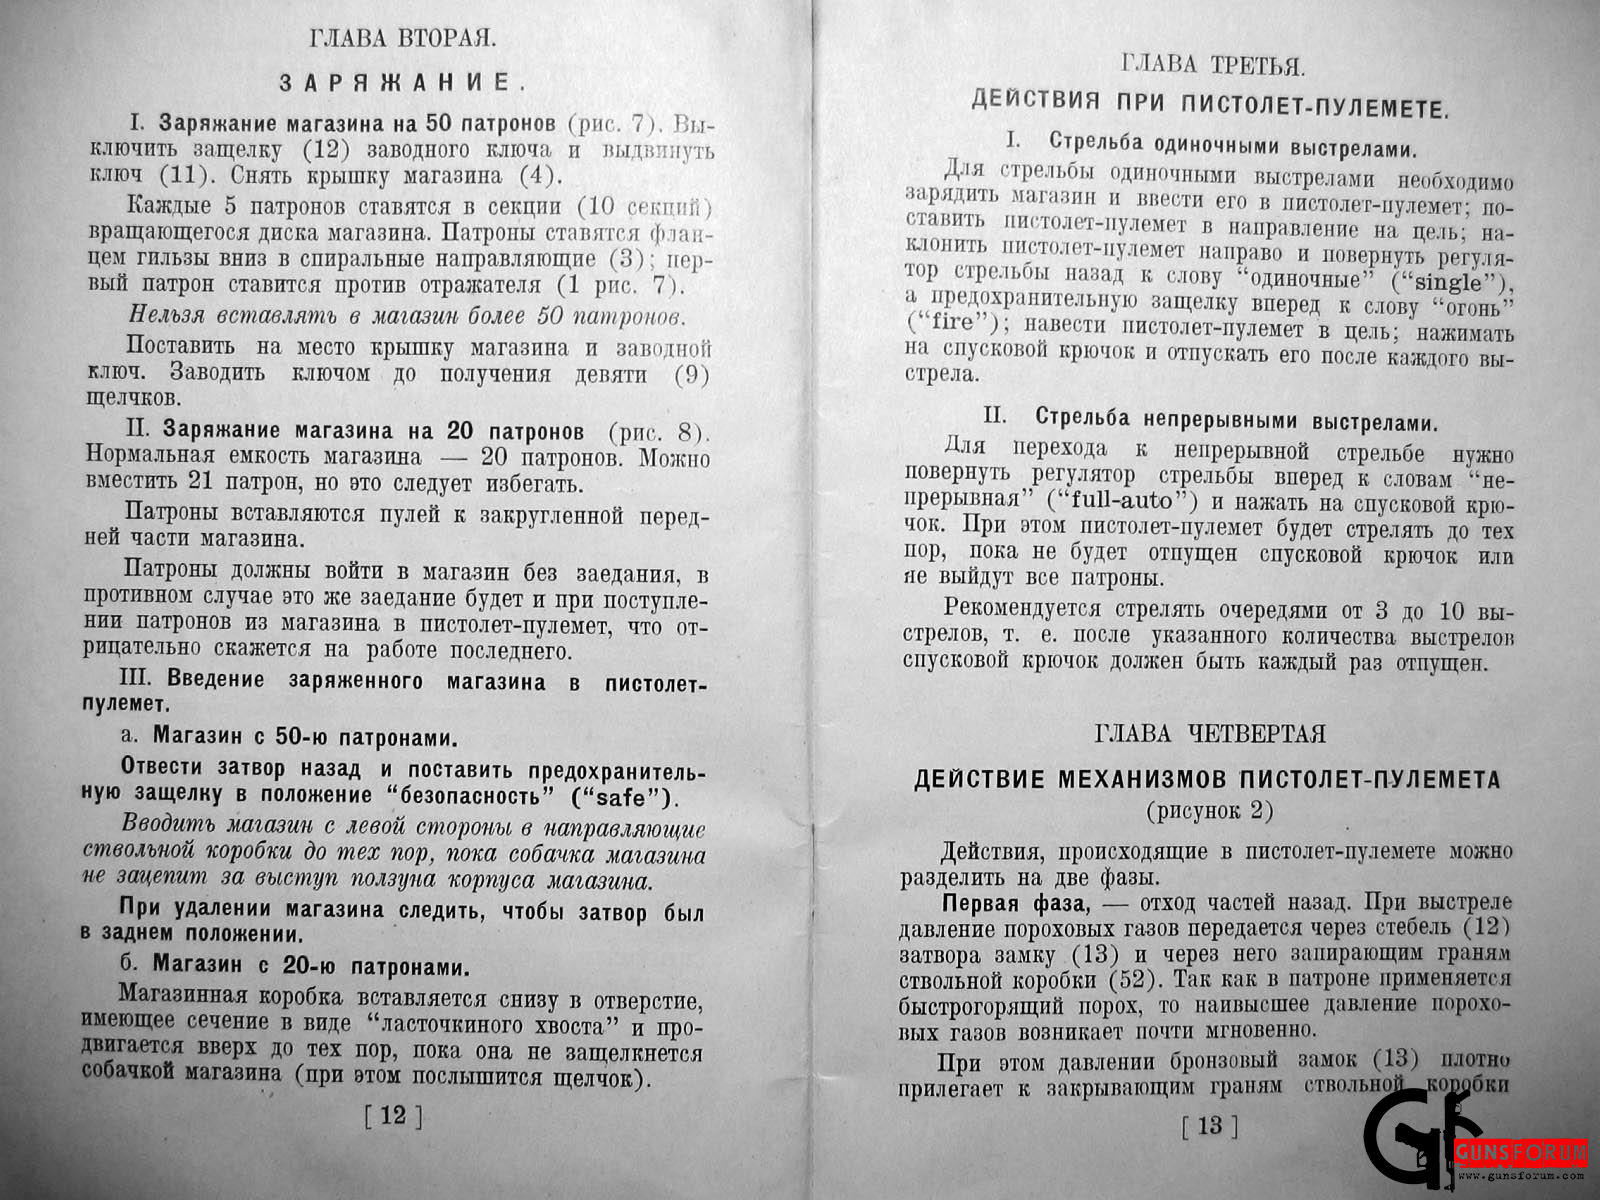 ГЛАВА ВТОРАЯ.
ЗАРЯЖАНИЕ.
I. Заряжание магазина на 50 патронов (рис. 7). Вы-
ключить защелку (12) заводного ключа и выдвинуть
ключ (11). Снять крышку магазина (4).
Каждые 5 патронов ставятся в секции (10 секций)
вращающегося диска магазина. Патроны ставятся флан-
цем гильзы вниз в спиральные направляющие (3); пер-
вый патрон ставится против отражателя (1 рис. 7).
Нельзя вставлять в магазин более 50 патронов.
Поставить на место крышку магазина и заводной
ключ. Заводить ключом до получения девяти (9)
щелчков.
II. Заряжание магазина на 20 патронов (рис. 8).
Нормальная емкость магазина — 20 патронов. Можно
вместить 21 патрон, но это следует избегать.
Патроны вставляются пулей к закругленной перед-
ней части магазина.
Патроны должны войти в магазин без заедания, в
противном случае это же заедание будет и при поступле-
нии патронов из магазина в пистолет-пулемет, что от-
рицательно скажется на работе последнего.
III. Введение заряженного магазина в пистолет-
пулемет.
а. Магазин с 50-ю патронами.
Отвести затвор назад и поставить предохранитель-
ную защелку в положение “безопасность” (“safe”).
Вводить магазин с левой стороны в направляющие
ствольной коробки до тех пор, пока собачка магазина
не зацепит за выступ ползуна корпуса магазина.
При удалении магазина следить, чтобы затвор был
в заднем положении.
б. Магазин с 20-ю патронами.
Магазинная коробка вставляется снизу в отверстие,
имеющее сечение в виде “ласточкиного хвоста” и про-
двигается вверх до тех пор, пока она не защелкнется
собачкой магазина (при этом послышится щелчок).
[ 12 ]
ГЛАВА ТРЕТЬЯ.
ДЕЙСТВИЯ ПРИ ПИСТОЛЕТ-ПУЛЕМЕТЕ.
I. Стрельба одиночными выстрелами.
Для стрельбы одиночными выстрелами необходимо
зарядить магазин и ввести его в пистолет-пулемет; по-
ставить пистолет-пулемет в направление на цель; на-
клонить пистолет-пулемет направо и повернуть регуля-
тор стрельбы назад к слову “одиночные” (“single”),
а предохранительную защелку вперед к слову “огонь”
(“fire”); навести пистолет-пулемет в цель; нажимать
на спусковой крючок и отпускать его после каждого вы-
стрела.
II. Стрельба непрерывными выстрелами.
Для перехода к непрерывной стрельбе нужно
повернуть регулятор стрельбы вперед к словам “не-
прерывная” (“full-auto”) и нажать на спусковой крю-
чок. При этом пистолет-пулемет будет стрелять до тех
пор, пока не будет отпущен спусковой крючок или
не выйдут все патроны.
Рекомендуется стрелять очередями от 3 до 10 вы-
стрелов, т. е. после указанного количества выстрелов
спусковой крючок должен быть каждый раз отпущен.
ГЛАВА ЧЕТВЕРТАЯ
ДЕЙСТВИЕ МЕХАНИЗМОВ ПИСТОЛЕТ-ПУЛЕМЕТА
(рисунок 2)
Действия, происходящие в пистолет-пулемете можно
разделить на две фазы.
Первая фаза, — отход частей назад. При выстреле
давление пороховых газов передается через стебель (12)
затвора замку (13) и через него запирающим граням
ствольной коробки (52). Так как в патроне применяется
быстрогорящий порох, то наивысшее давление порохо-
вых газов возникает почти мгновенно.
При этом давлении бронзовый замок (13) плотно
прилегает к закрывающим граням ствольной коробки
[ 13 ]
GUNSFORUM
www.gunsforum.com